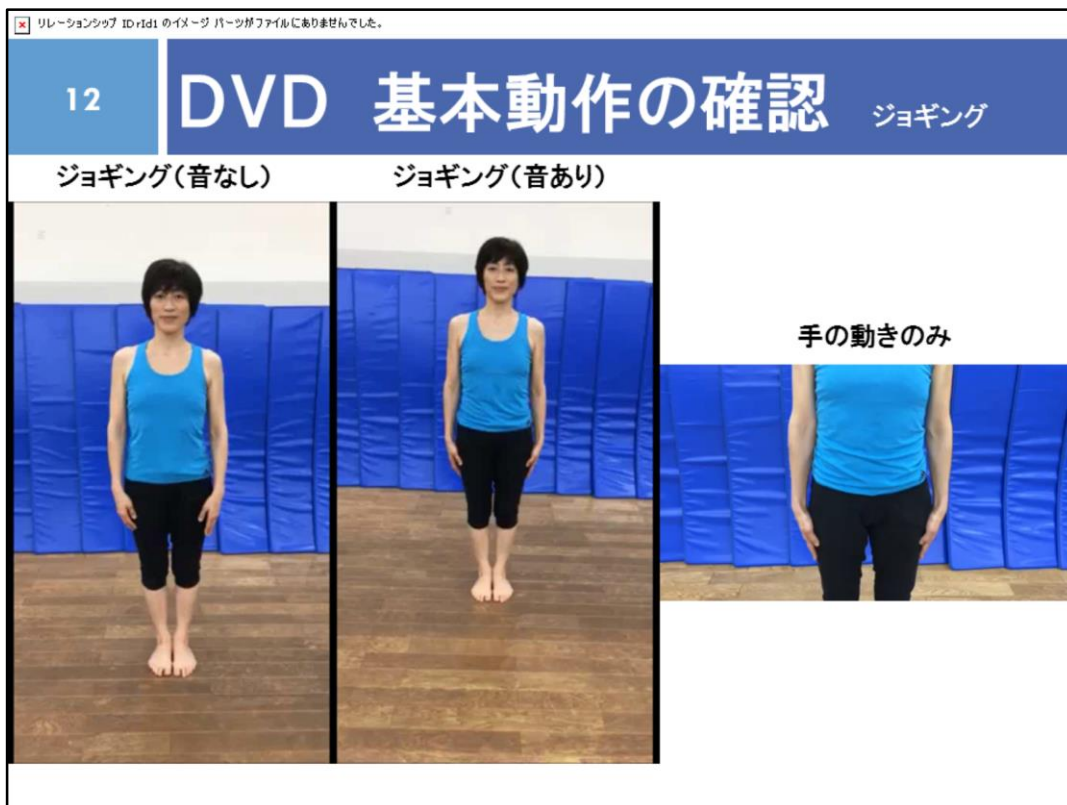 リレーションシップ ID rId1 のイメージ パーツがファイルにありませんでした。
12
DVD 基本動作の確認 ジョギング
ジョギング(音なし)
ジョギング(音あり)
手の動きのみ